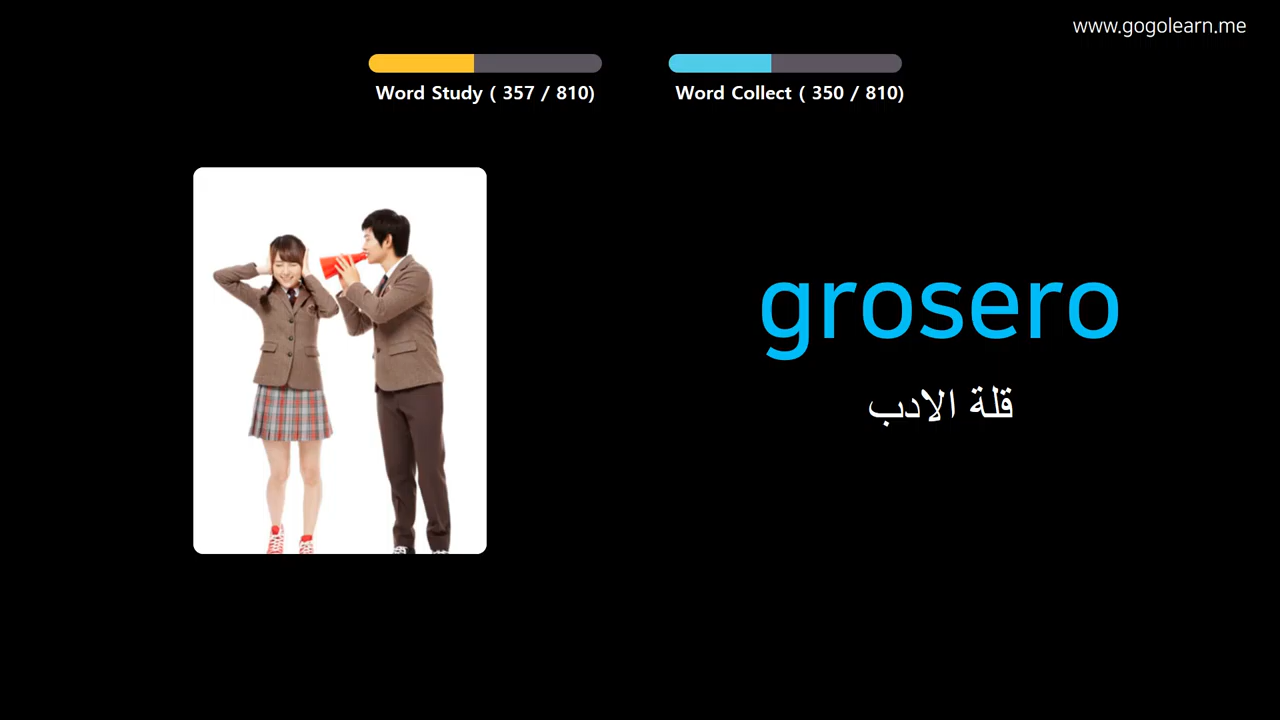 www.gogolearn.me
Word Study ( 357 / 810)
Word Collect ( 350 / 810)
grosero
قلة الادب